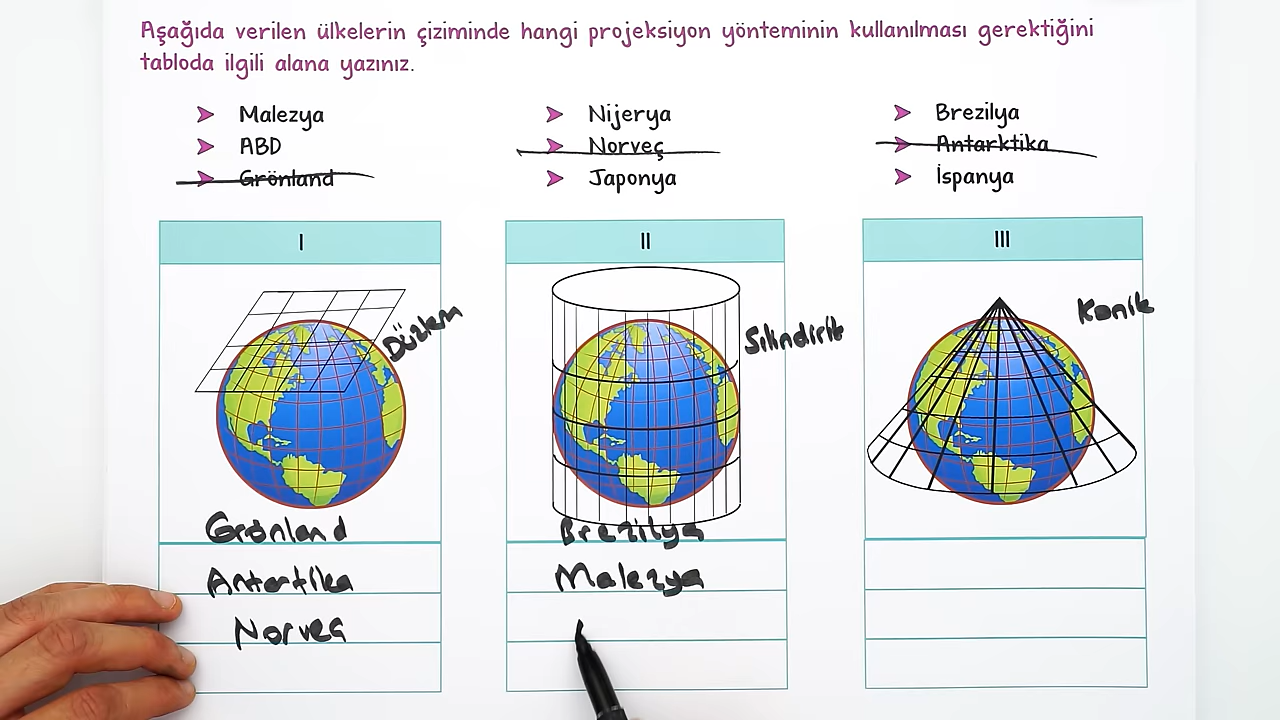 Aşağıda verilen ülkelerin çiziminde hangi projeksiyon yönteminin kullanılması gerektiğini
tabloda ilgili alana yazınız.
Malezya
ABD
Grönland
Nijerya
Norveç
Japonya
Brezilya
Antarktika
İspanya
I
Düzlem
Grönland
Antartika
Norveç
II
Silindirik
Brezilya
Malezya
III
Konik